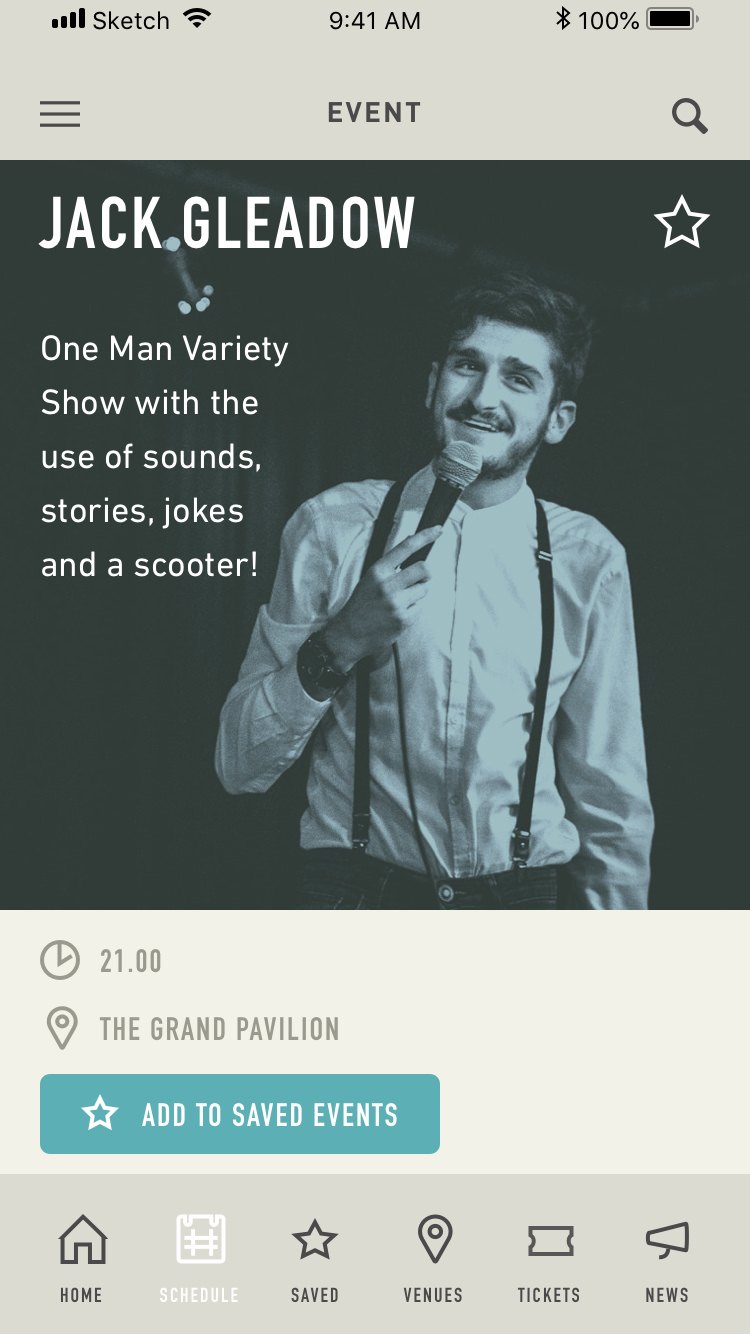 Sketch 9:41 AM 100%
EVENT
JACK GLEADOW
One Man Variety
Show with the
use of sounds,
stories, jokes
and a scooter!
21.00
THE GRAND PAVILION
ADD TO SAVED EVENTS
HOME SCHEDULE SAVED VENUES TICKETS NEWS